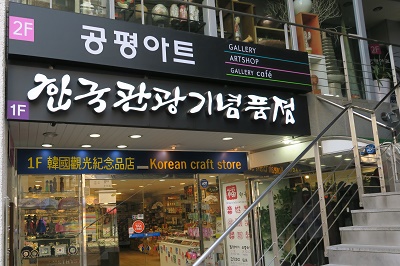 2F
공평아트
GALLERY
ARTSHOP
GALLERY café
1F
한국관광기념품점
1F 韓國觀光紀念品店 Korean craft store